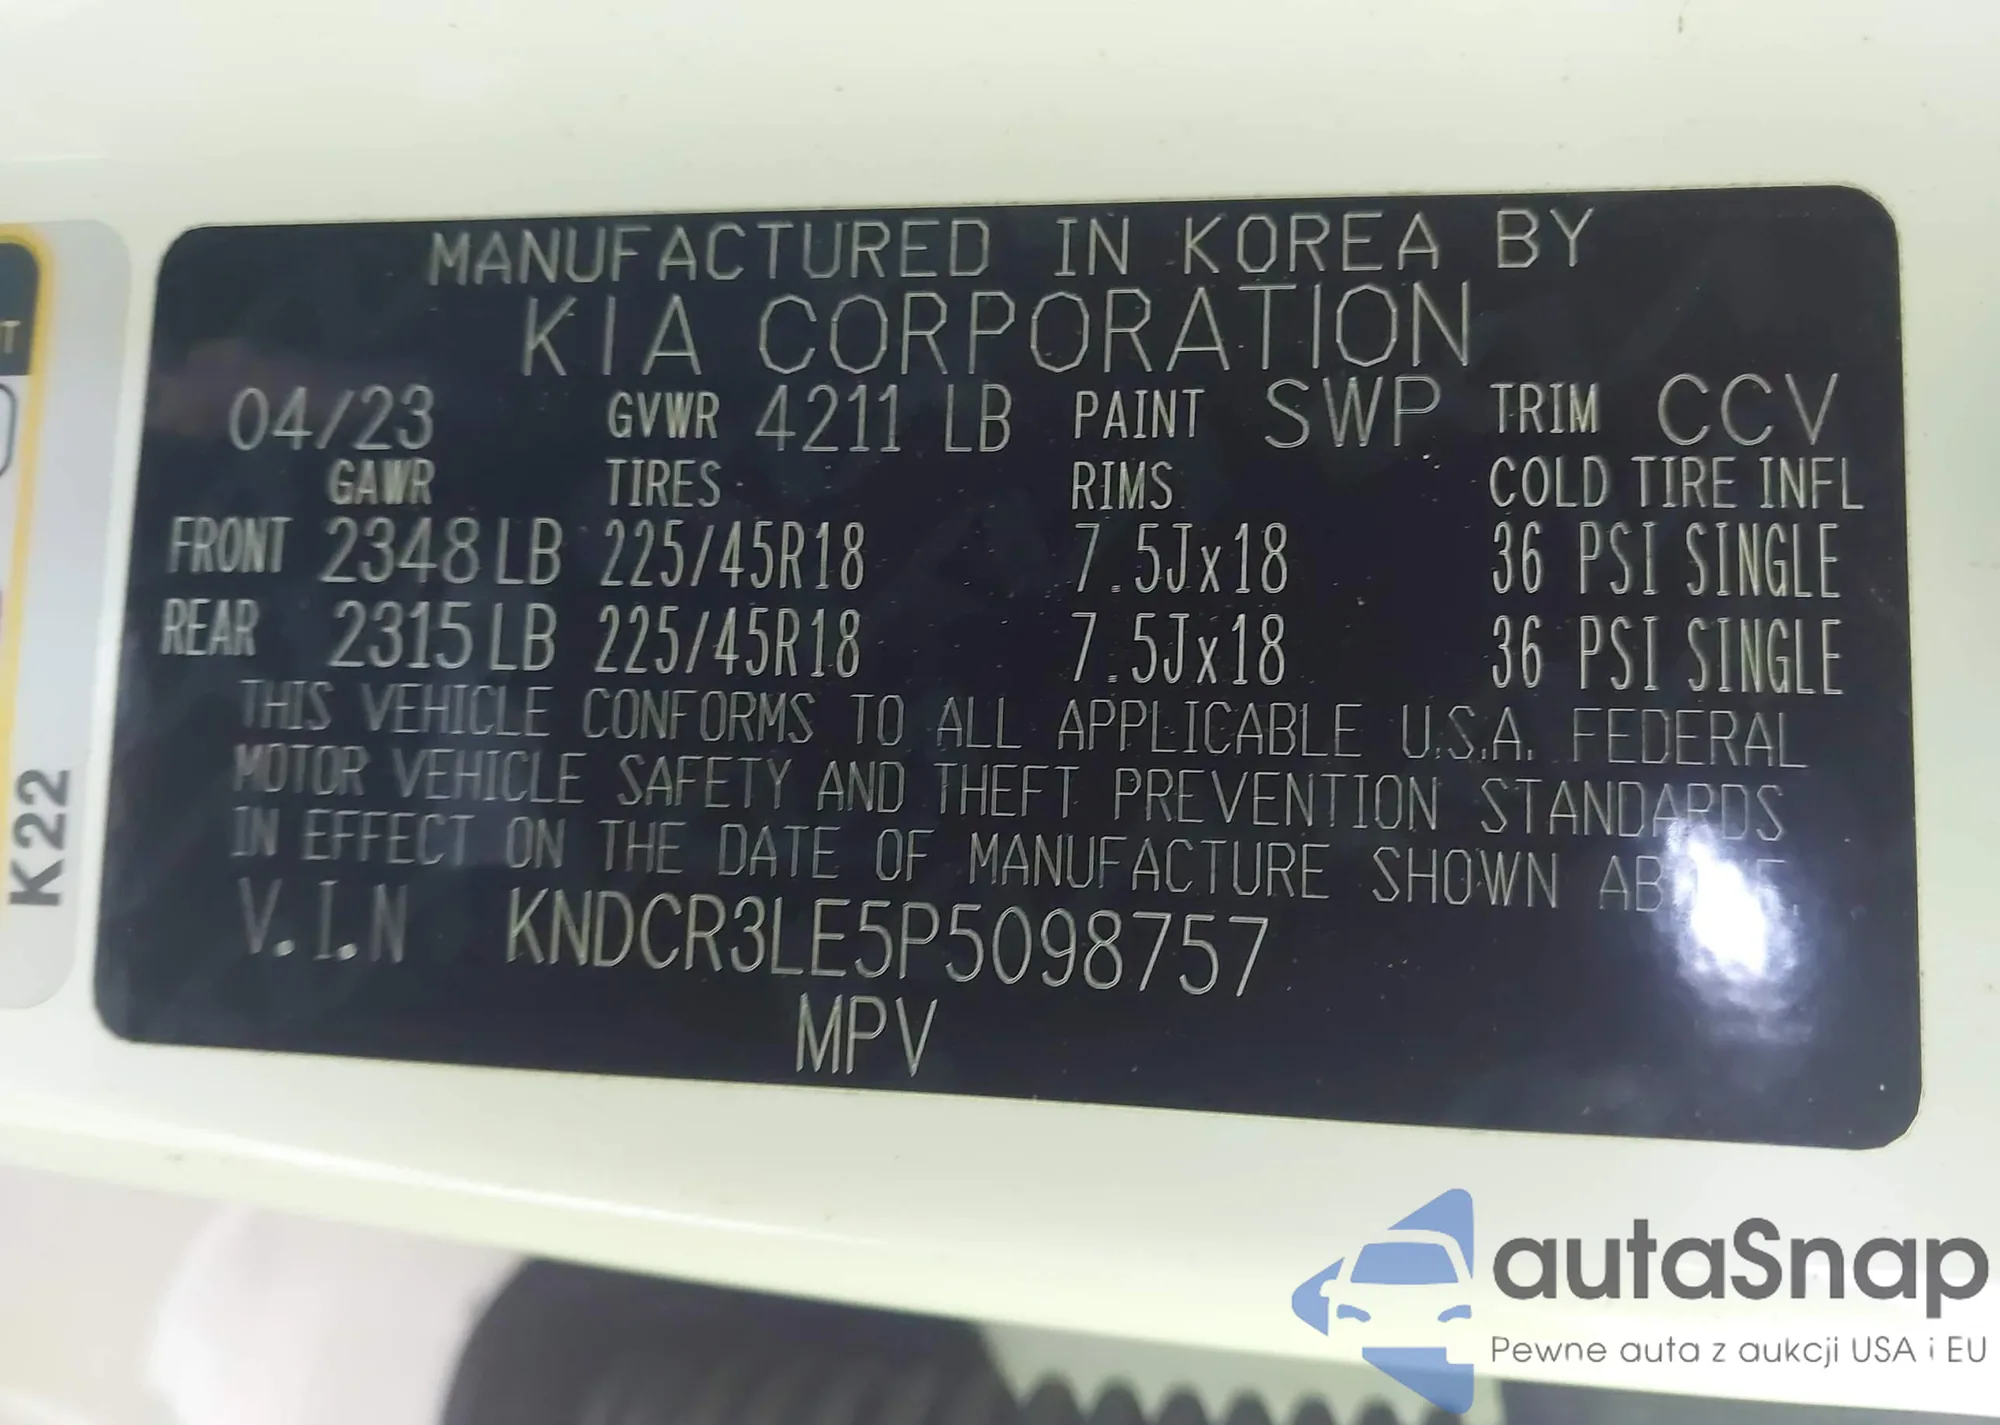 MANUFACTURED IN KOREA BY
KIA CORPORATION
04/23 GVWR 4211 LB PAINT SWP TRIM CCV
GAWR TIRES RIMS COLD TIRE INFL
FRONT 2348 LB 225/45R18 7.5Jx18 36 PSI SINGLE
REAR 2315 LB 225/45R18 7.5Jx18 36 PSI SINGLE
THIS VEHICLE CONFORMS TO ALL APPLICABLE U.S.A. FEDERAL
MOTOR VEHICLE SAFETY AND THEFT PREVENTION STANDARDS
IN EFFECT ON THE DATE OF MANUFACTURE SHOWN
V.I.N KNDCR3LE5P5098757
MPV
K22
autaSnap
Pewne auta z aukcji USA i EU